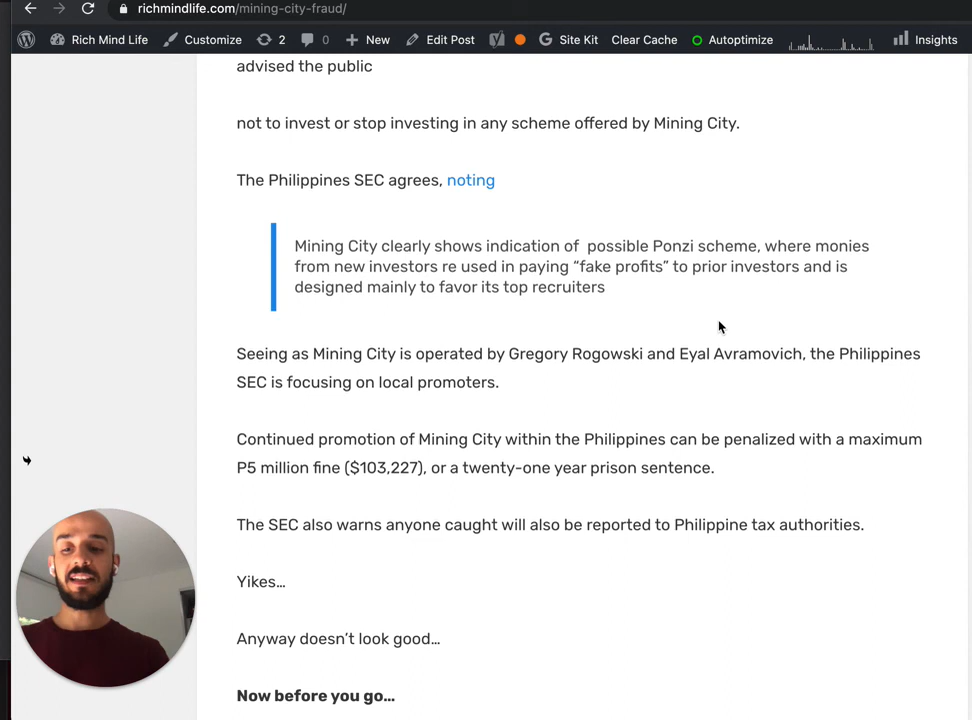 richmindlife.com/mining-city-fraud/
Rich Mind Life Customize 2 0 New Edit Post Site Kit Clear Cache Autoptimize Insights
advised the public
not to invest or stop investing in any scheme offered by Mining City.
The Philippines SEC agrees, noting
Mining City clearly shows indication of possible Ponzi scheme, where monies
from new investors re used in paying “fake profits” to prior investors and is
designed mainly to favor its top recruiters
Seeing as Mining City is operated by Gregory Rogowski and Eyal Avramovich, the Philippines
SEC is focusing on local promoters.
Continued promotion of Mining City within the Philippines can be penalized with a maximum
P5 million fine ($103,227), or a twenty-one year prison sentence.
The SEC also warns anyone caught will also be reported to Philippine tax authorities.
Yikes…
Anyway doesn’t look good…
Now before you go…